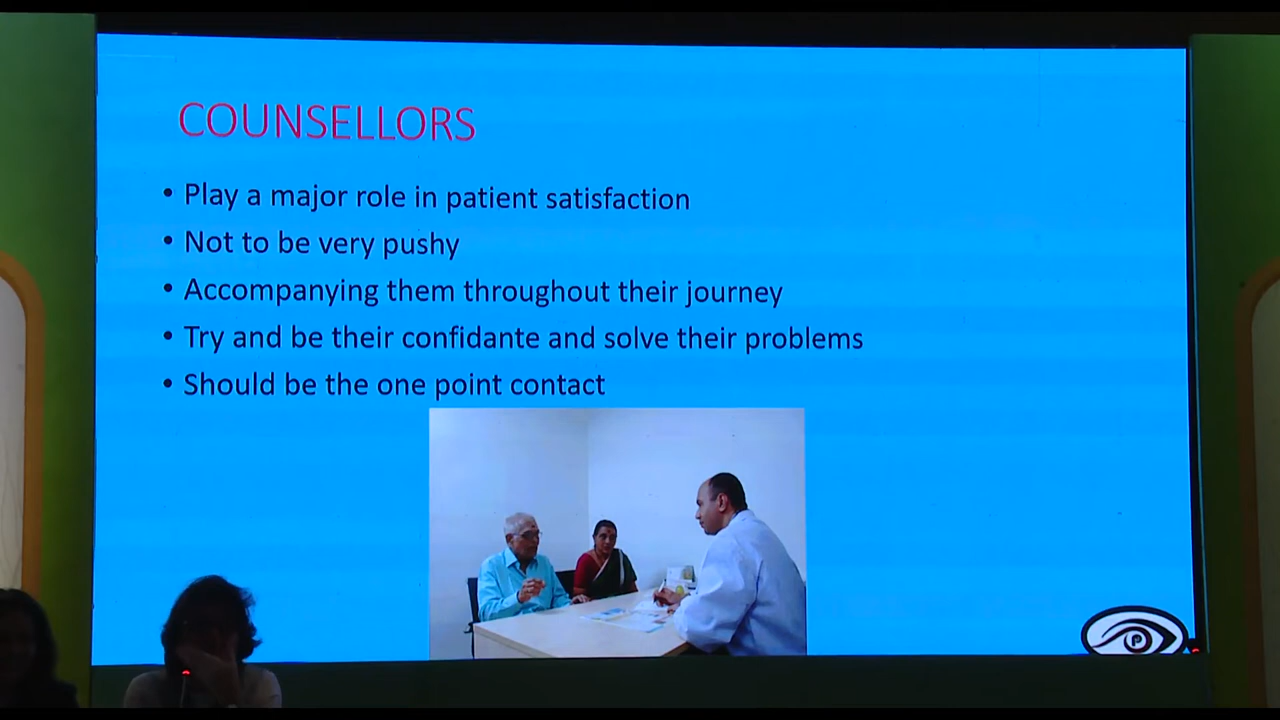 COUNSELLORS
• Play a major role in patient satisfaction
• Not to be very pushy
• Accompanying them throughout their journey
• Try and be their confidante and solve their problems
• Should be the one point contact